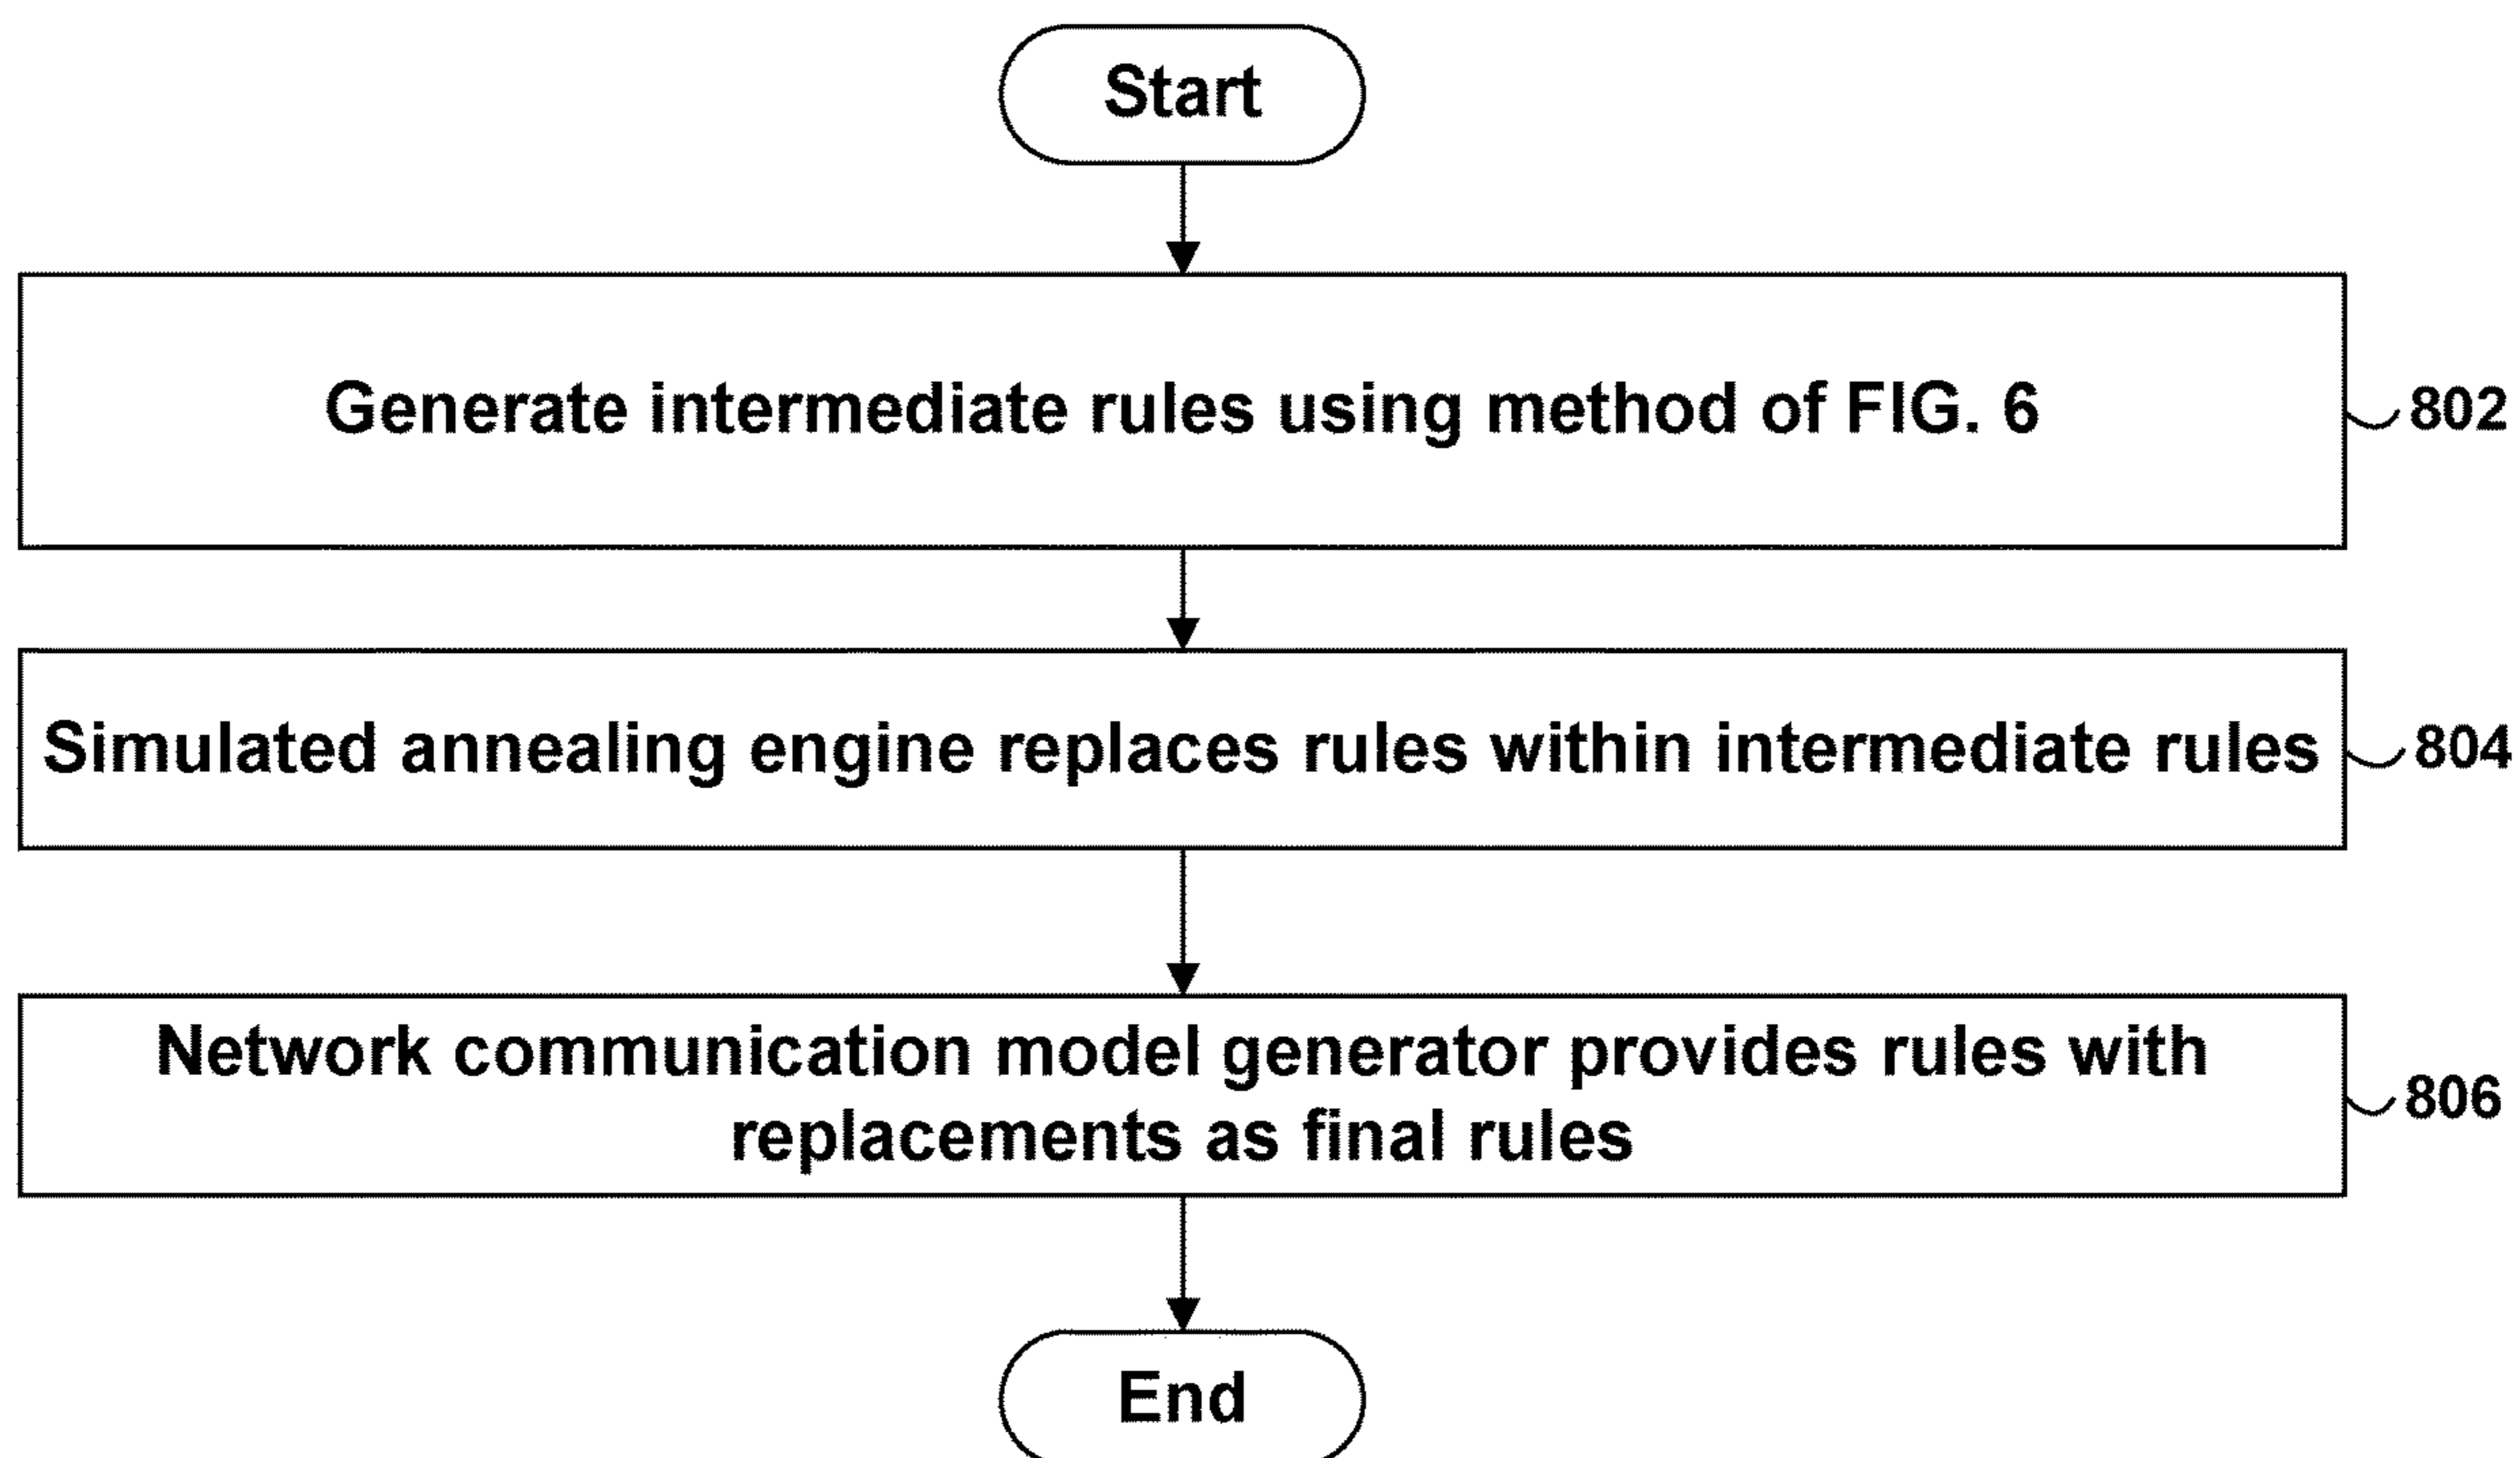 Start
Generate intermediate rules using method of FIG. 6
802
Simulated annealing engine replaces rules within intermediate rules
804
Network communication model generator provides rules with
replacements as final rules
806
End